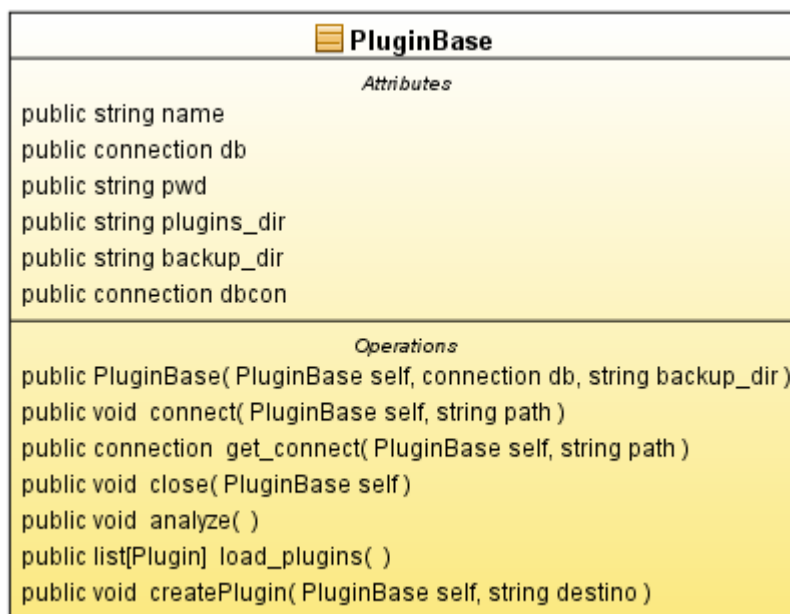 PluginBase
Attributes
public string name
public connection db
public string pwd
public string plugins_dir
public string backup_dir
public connection dbcon
Operations
public PluginBase( PluginBase self, connection db, string backup_dir )
public void  connect( PluginBase self, string path )
public connection  get_connect( PluginBase self, string path )
public void  close( PluginBase self )
public void  analyze( )
public list[Plugin]  load_plugins( )
public void  createPlugin( PluginBase self, string destino )